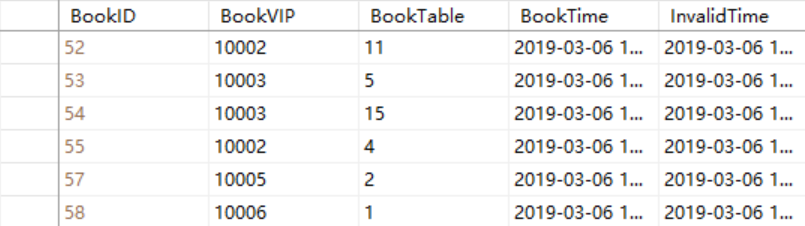 BookID BookVIP BookTable BookTime InvalidTime
52 10002 11 2019-03-06 1... 2019-03-06 1...
53 10003 5 2019-03-06 1... 2019-03-06 1...
54 10003 15 2019-03-06 1... 2019-03-06 1...
55 10002 4 2019-03-06 1... 2019-03-06 1...
57 10005 2 2019-03-06 1... 2019-03-06 1...
58 10006 1 2019-03-06 1... 2019-03-06 1...